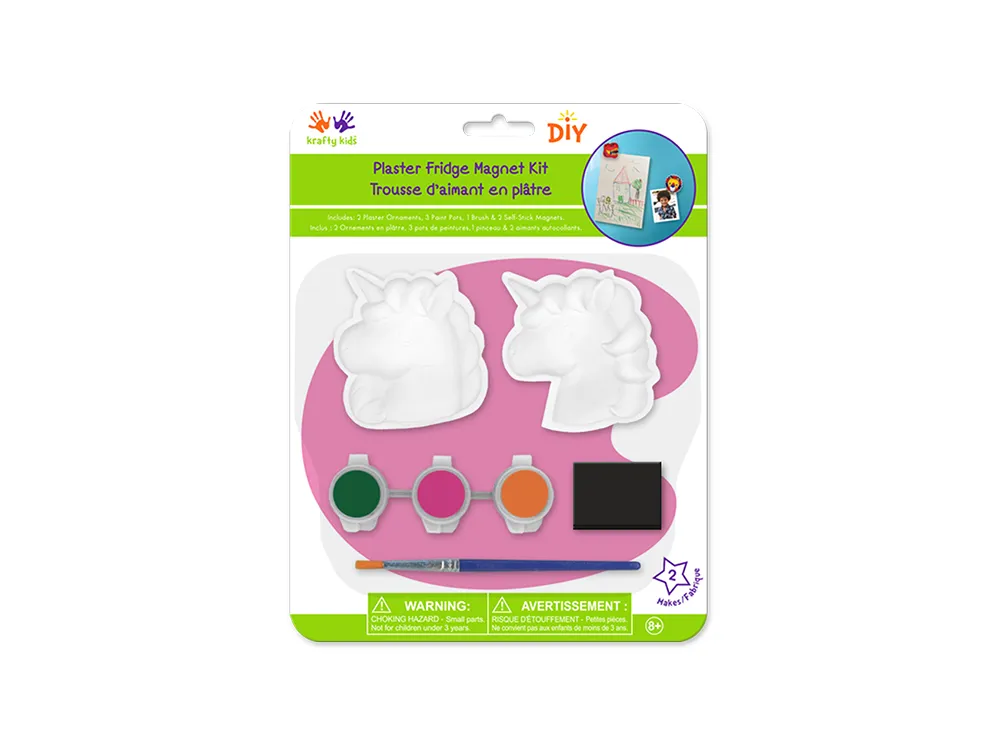 krafty kids
DiY
Plaster Fridge Magnet Kit
Trousse d'aimant en plâtre
Includes: 2 Plaster Ornaments, 3 Paint Pots, 1 Brush & 2 Self-Stick Magnets.
Inclus : 2 Ornements en plâtre, 3 pots de peintures, 1 pinceau & 2 aimants autocollants.
2
Makes/Fabrique
WARNING:
CHOKING HAZARD - Small parts.
Not for children under 3 years.
AVERTISSEMENT :
RISQUE D'ÉTOUFFEMENT - Petites pièces.
Ne convient pas aux enfants de moins de 3 ans.
8+